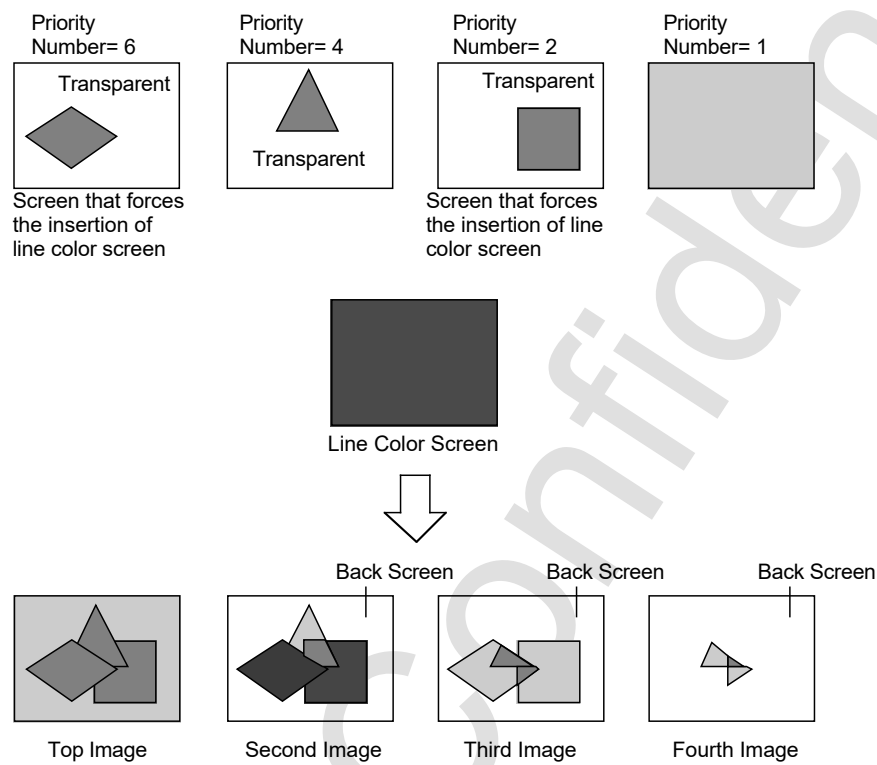 Priority
Number= 6
Priority
Number= 4
Priority
Number= 2
Priority
Number= 1
Transparent
Transparent
Transparent
Screen that forces
the insertion of
line color screen
Screen that forces
the insertion of line
color screen
Line Color Screen
Back Screen
Back Screen
Back Screen
Top Image
Second Image
Third Image
Fourth Image
Confiden